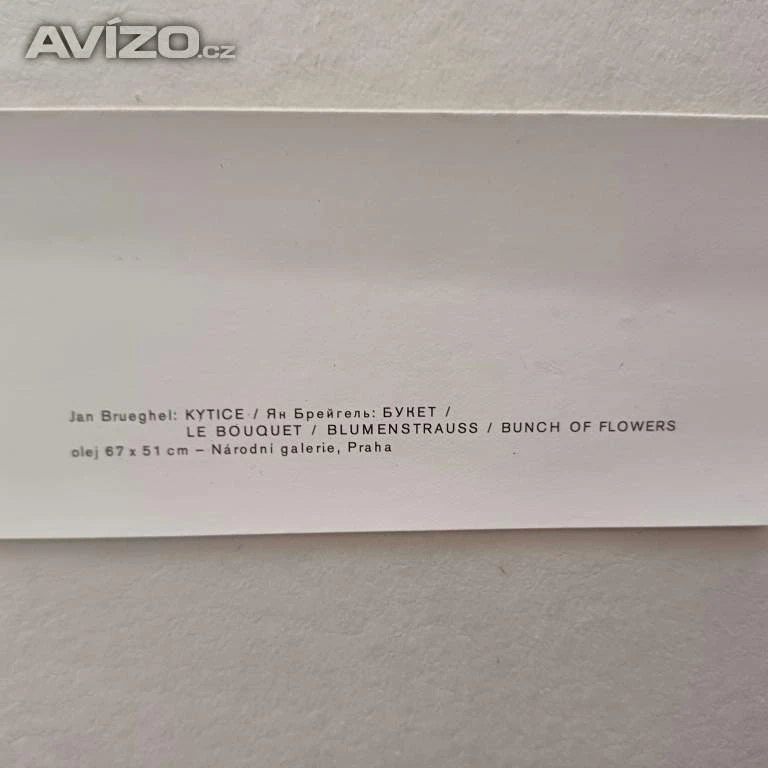 AVÍZO.cz
Jan Brueghel: KYTICE / Ян Брейгель: БУКЕТ /
LE BOUQUET / BLUMENSTRAUSS / BUNCH OF FLOWERS
olej 67 x 51 cm – Národní galerie, Praha